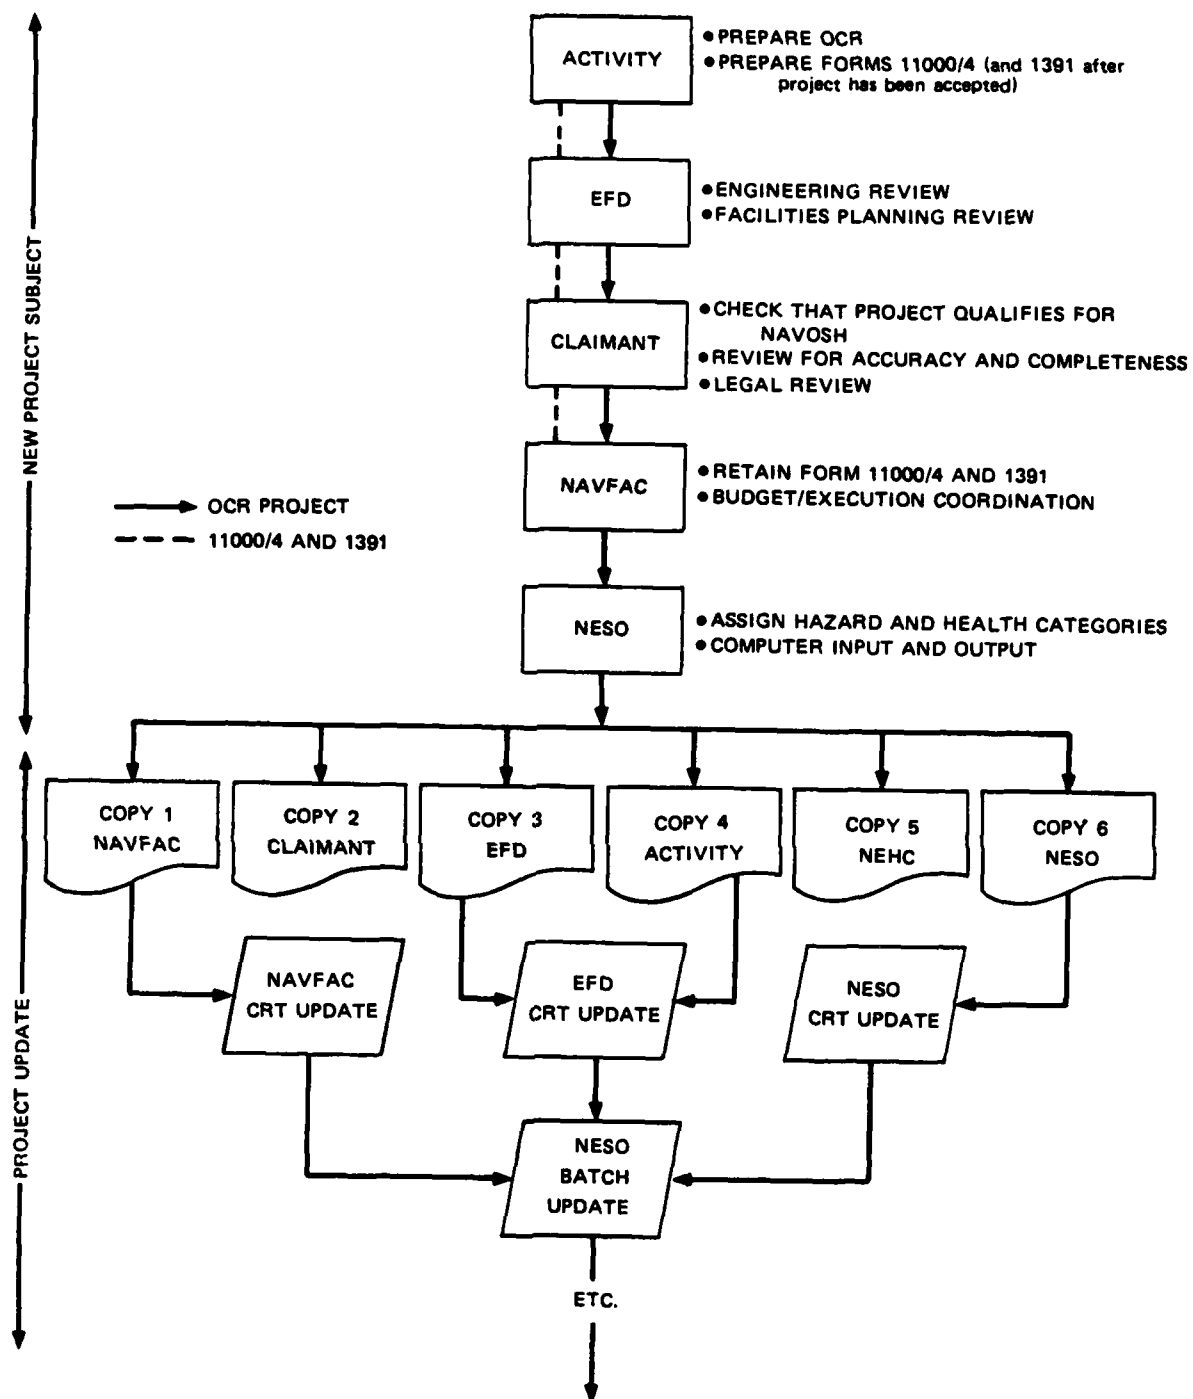 ACTIVITY
●PREPARE OCR
●PREPARE FORMS 11000/4 (and 1391 after
project has been accepted)
EFD
●ENGINEERING REVIEW
●FACILITIES PLANNING REVIEW
CLAIMANT
●CHECK THAT PROJECT QUALIFIES FOR
NAVOSH
●REVIEW FOR ACCURACY AND COMPLETENESS
●LEGAL REVIEW
NAVFAC
●RETAIN FORM 11000/4 AND 1391
●BUDGET/EXECUTION COORDINATION
NEW PROJECT SUBJECT
OCR PROJECT
11000/4 AND 1391
NESO
●ASSIGN HAZARD AND HEALTH CATEGORIES
●COMPUTER INPUT AND OUTPUT
COPY 1
NAVFAC
COPY 2
CLAIMANT
COPY 3
EFD
COPY 4
ACTIVITY
COPY 5
NEHC
COPY 6
NESO
PROJECT UPDATE
NAVFAC
CRT UPDATE
EFD
CRT UPDATE
NESO
CRT UPDATE
NESO
BATCH
UPDATE
ETC.